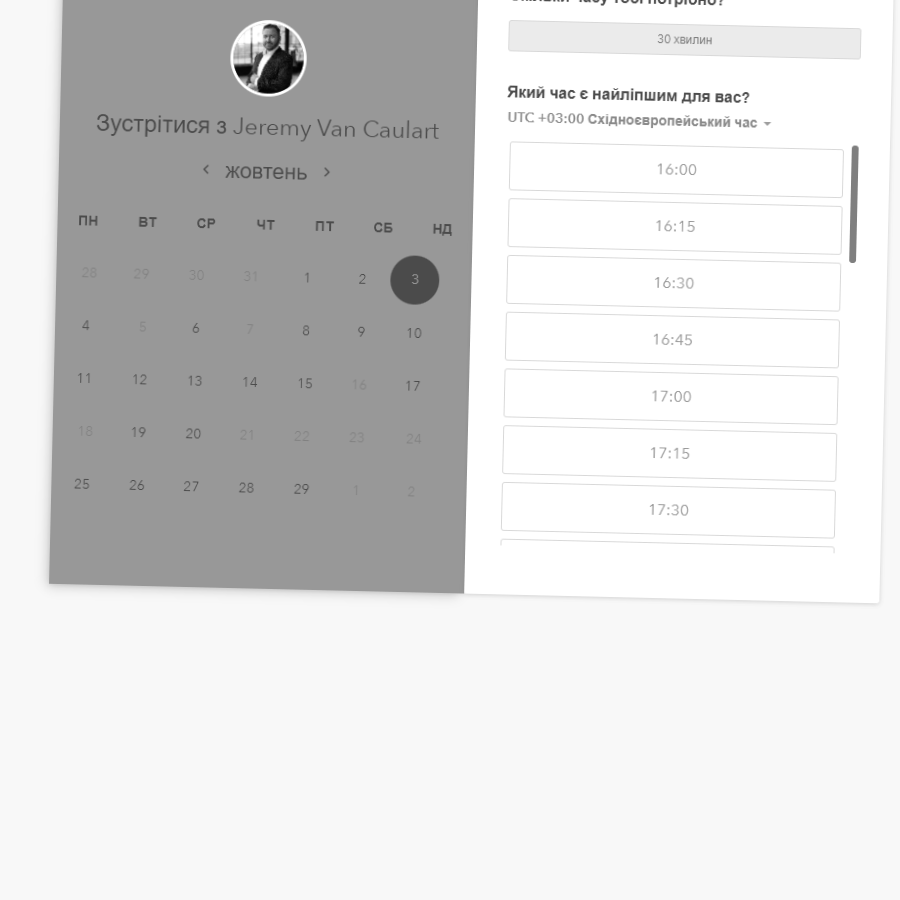 Зустрітися з Jeremy Van Caulart
жовтень
ПН ВТ СР ЧТ ПТ СБ НД
28 29 30 31 1 2 3
4 5 6 7 8 9 10
11 12 13 14 15 16 17
18 19 20 21 22 23 24
25 26 27 28 29 1 2
30 хвилин
Який час є найліпшим для вас?
UTC +03:00 Східноєвропейський час
16:00
16:15
16:30
16:45
17:00
17:15
17:30